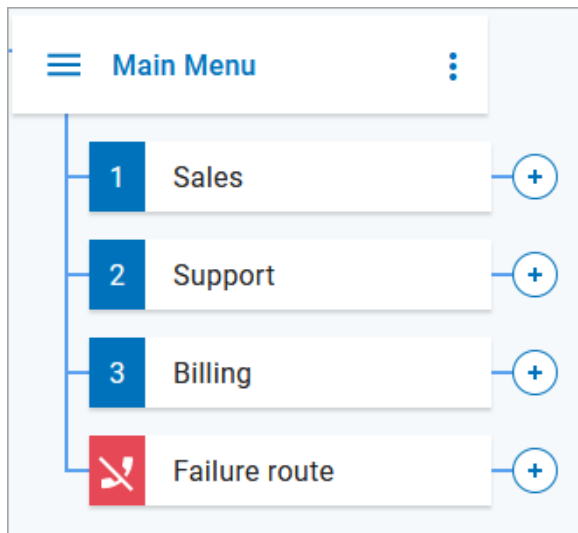 Main Menu
1 Sales
2 Support
3 Billing
Failure route